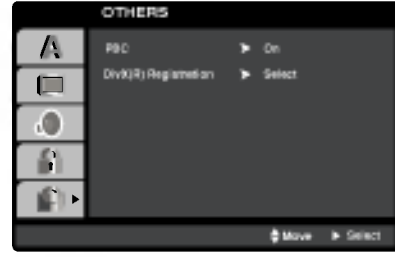 OTHERS
PBC ► On
DivX(R) Registration ► Select
Move ► Select